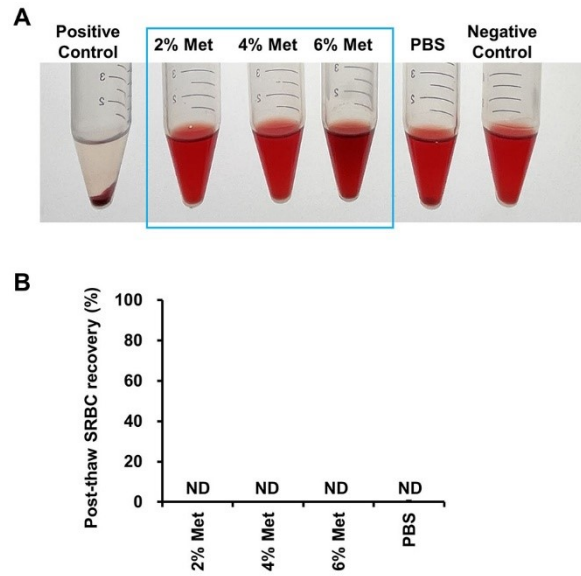 A
Positive
Control
2% Met
4% Met
6% Met
PBS
Negative
Control
3
2
3
2
3
2
3
2
3
2
3
2
B
Post-thaw SRBC recovery (%)
100
80
60
40
20
0
ND
ND
ND
ND
2% Met
4% Met
6% Met
PBS